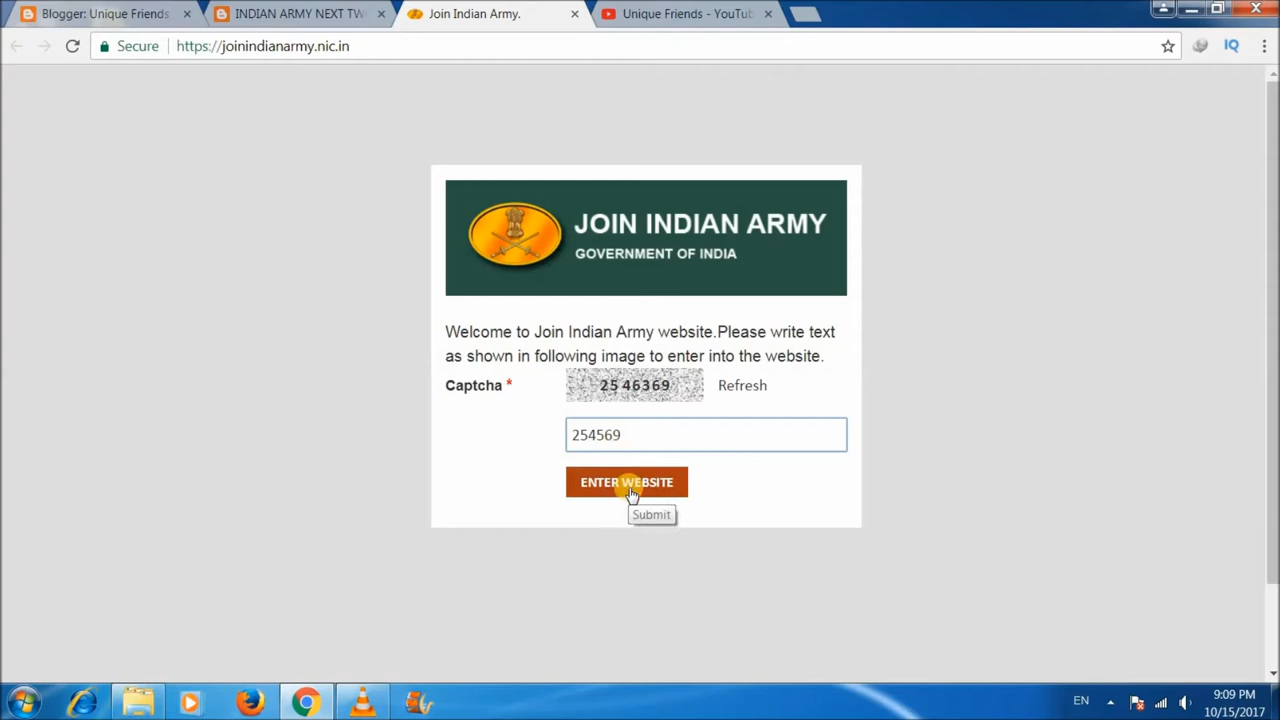 Blogger: Unique Friends
INDIAN ARMY NEXT TW
Join Indian Army.
Unique Friends - YouTub
Secure
https://joinindianarmy.nic.in
IQ
JOIN INDIAN ARMY
GOVERNMENT OF INDIA
Welcome to Join Indian Army website.Please write text
as shown in following image to enter into the website.
Captcha * 25 46369 Refresh
254569
ENTER WEBSITE
Submit
EN
9:09 PM
10/15/2017